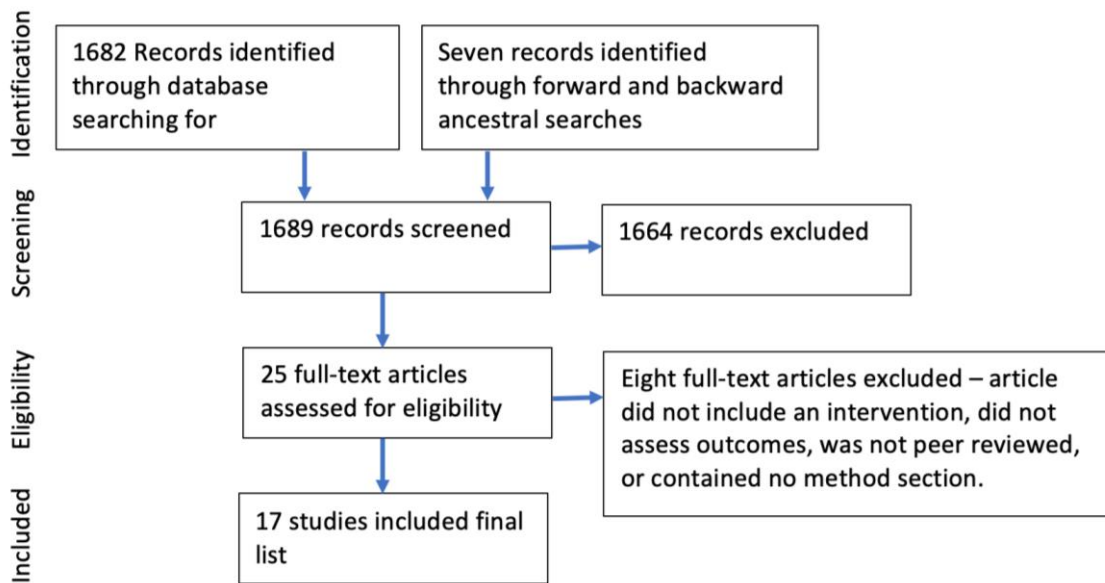 Identification
1682 Records identified
through database
searching for
Seven records identified
through forward and backward
ancestral searches
Screening
1689 records screened
1664 records excluded
Eligibility
25 full-text articles
assessed for eligibility
Eight full-text articles excluded – article
did not include an intervention, did not
assess outcomes, was not peer reviewed,
or contained no method section.
Included
17 studies included final
list